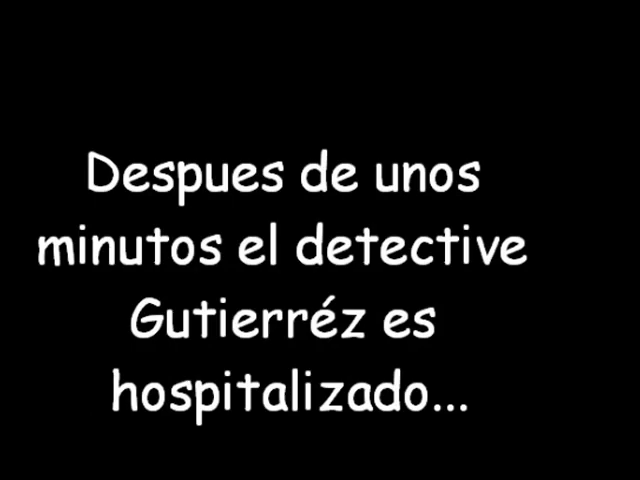 Despues de unos
minutos el detective
Gutierréz es
hospitalizado...